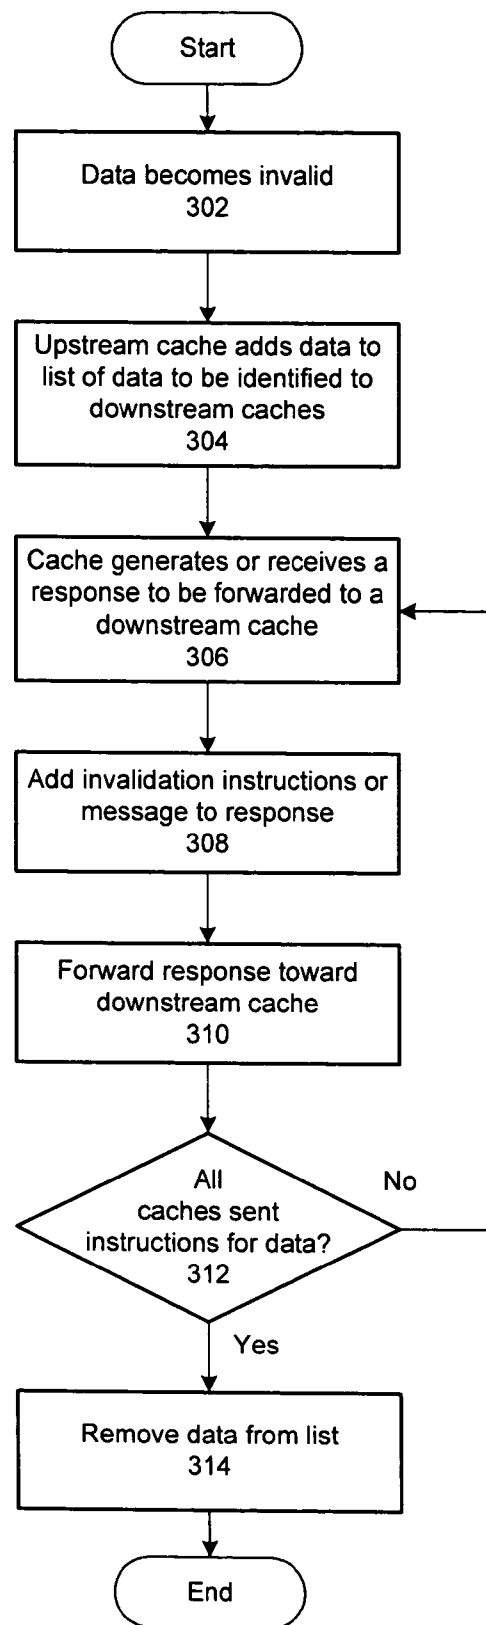 Start
Data becomes invalid
302
Upstream cache adds data to
list of data to be identified to
downstream caches
304
Cache generates or receives a
response to be forwarded to a
downstream cache
306
Add invalidation instructions or
message to response
308
Forward response toward
downstream cache
310
All
caches sent
instructions for data?
312
No
Yes
Remove data from list
314
End